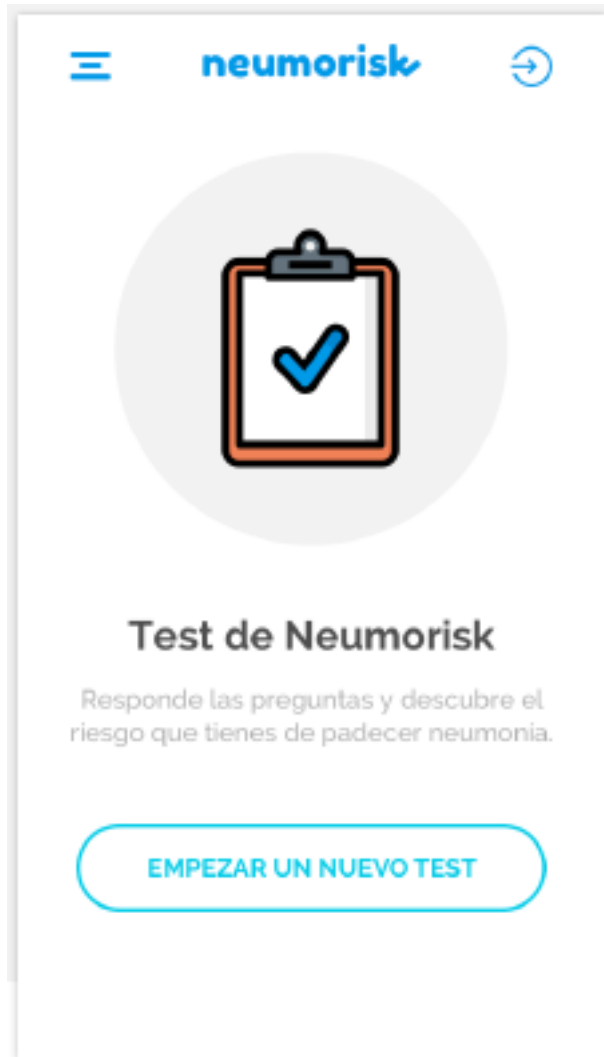 neumorisk
Test de Neumorisk
Responde las preguntas y descubre el
riesgo que tienes de padecer neumonia.
EMPEZAR UN NUEVO TEST